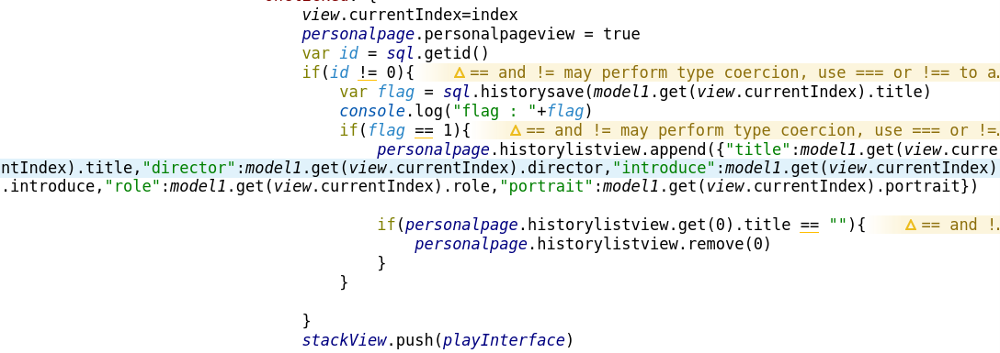 view.currentIndex=index
personalpage.personalpageview = true
var id = sql.getid()
if(id != 0){ == and != may perform type coercion, use === or !== to a.
var flag = sql.historysave(model1.get(view.currentIndex).title)
console.log("flag : "+flag)
if(flag == 1){ == and != may perform type coercion, use === or !=.
personalpage.historylistview.append({"title":model1.get(view.curre
ntIndex).title,"director":model1.get(view.currentIndex).director,"introduce":model1.get(view.currentIndex)
.introduce,"role":model1.get(view.currentIndex).role,"portrait":model1.get(view.currentIndex).portrait})
if(personalpage.historylistview.get(0).title == ""){ == and !.
personalpage.historylistview.remove(0)
}
}
}
stackView.push(playInterface)